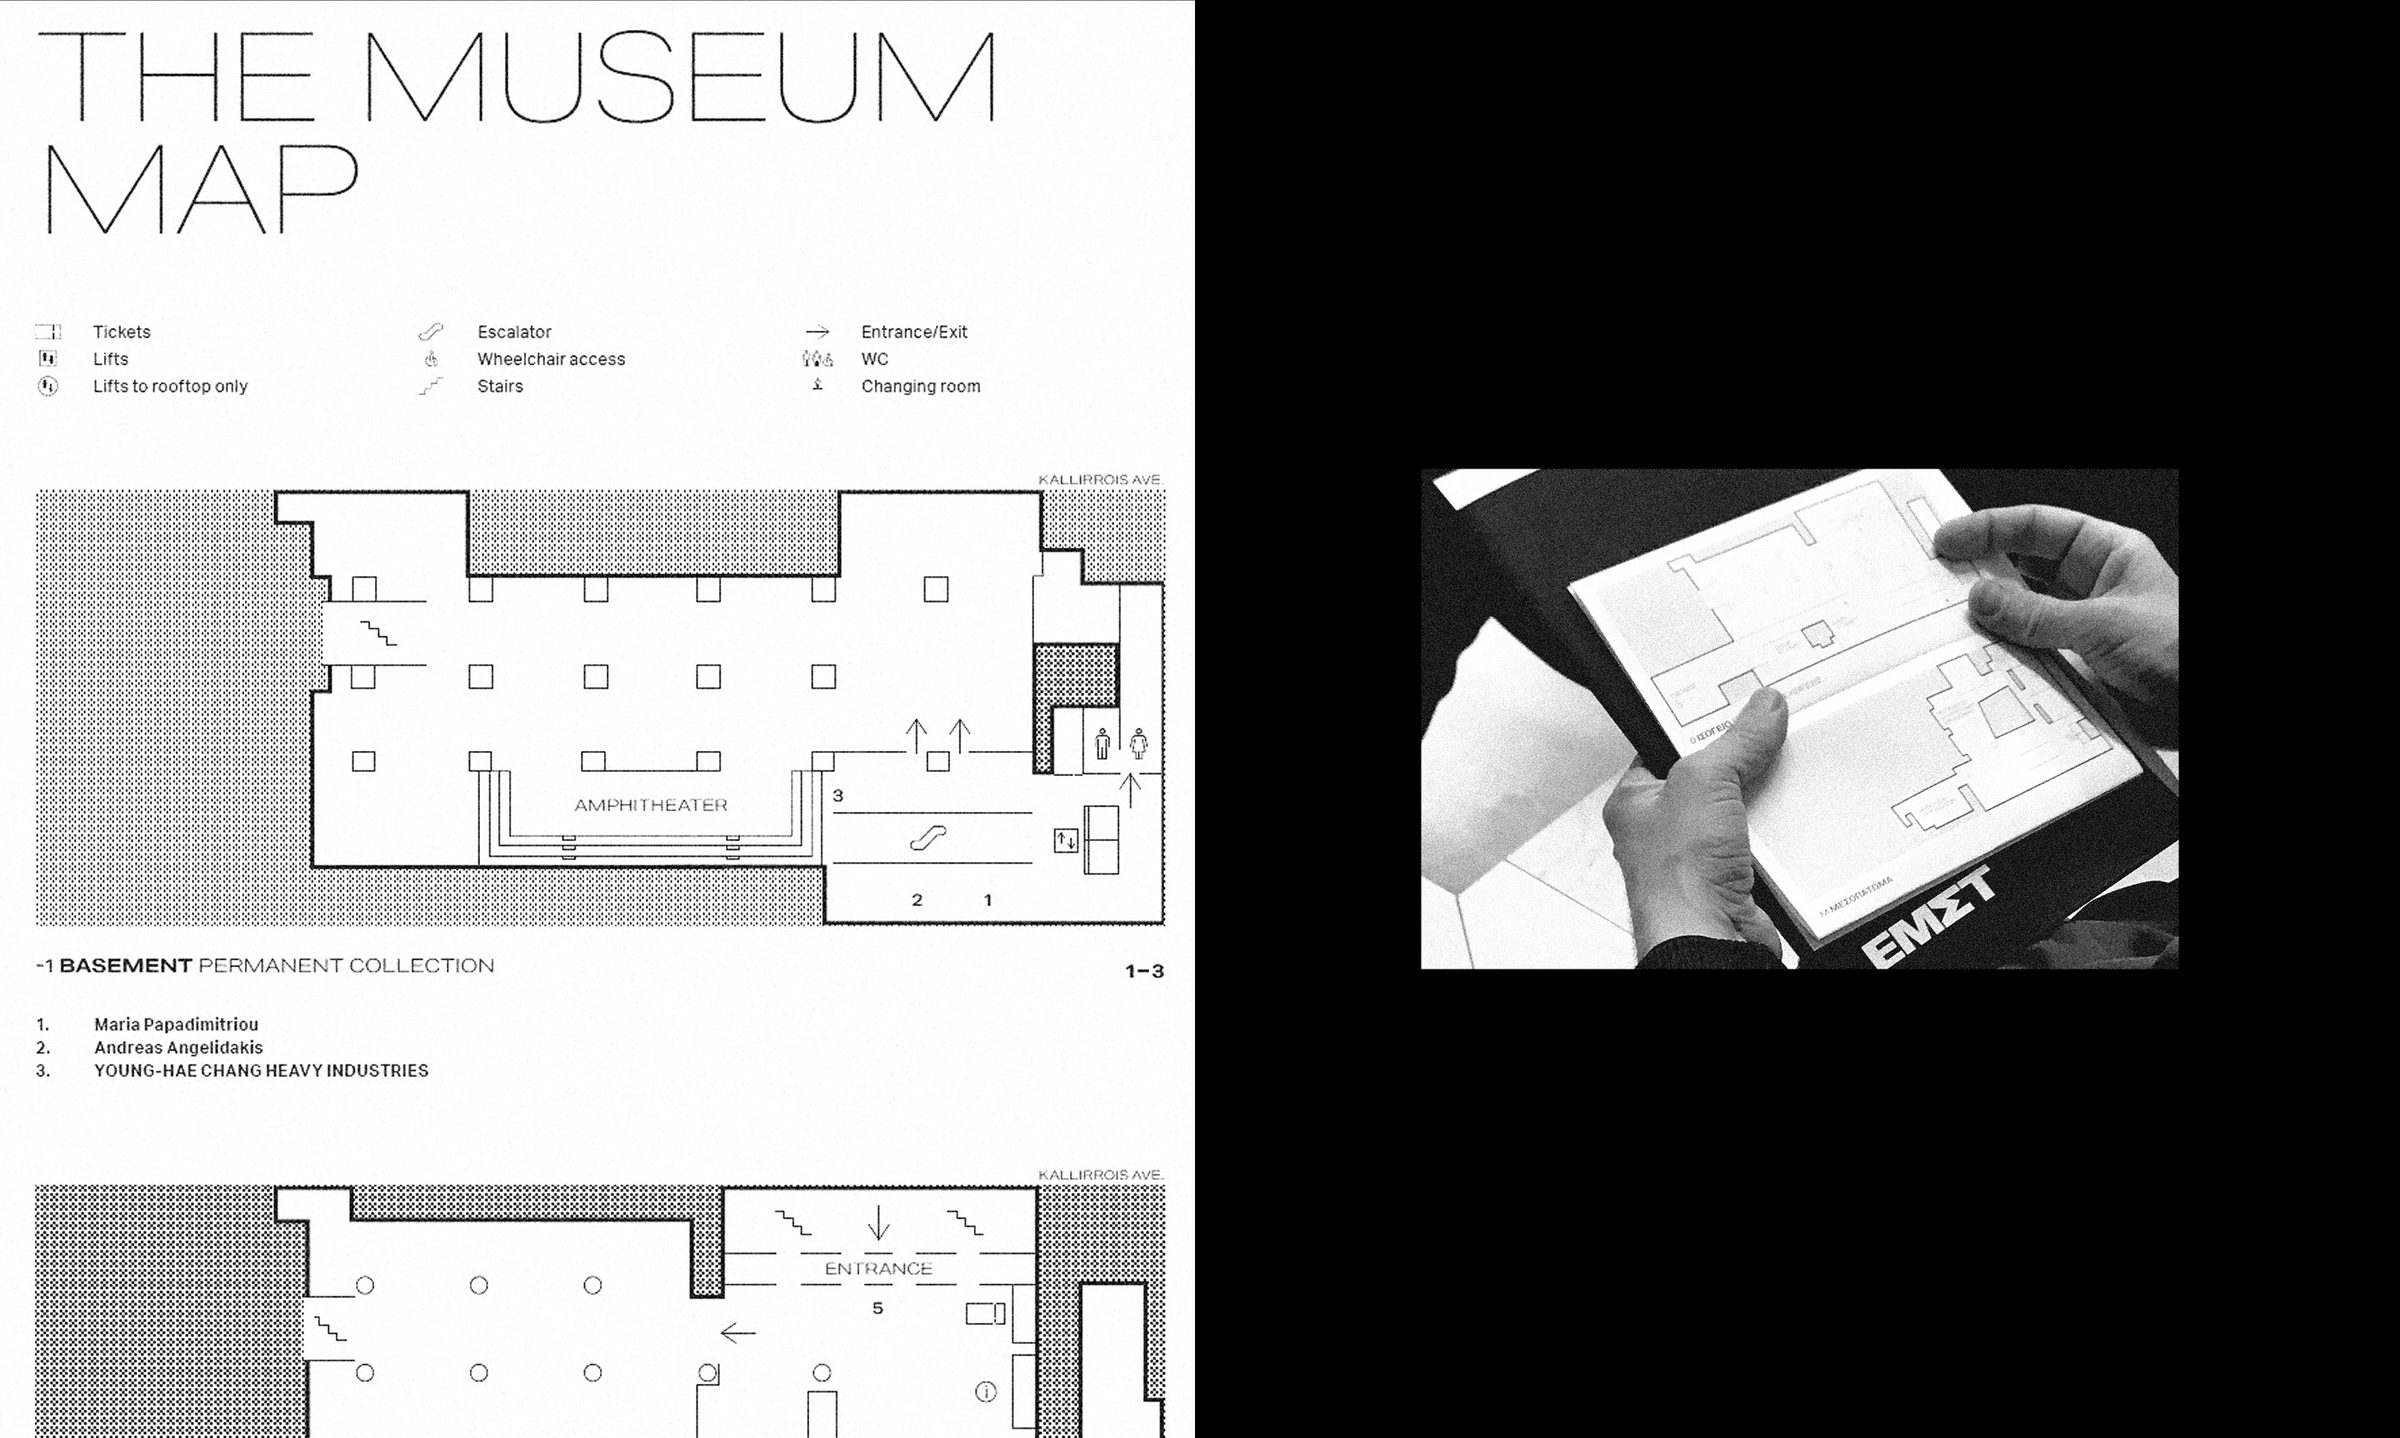 THE MUSEUM
MAP
Tickets
Lifts
Lifts to rooftop only
Escalator
Wheelchair access
Stairs
Entrance/Exit
WC
Changing room
KALLIRROIS AVE.
AMPHITHEATER
3
2
1
-1 BASEMENT PERMANENT COLLECTION
1–3
1. Maria Papadimitriou
2. Andreas Angelidakis
3. YOUNG-HAE CHANG HEAVY INDUSTRIES
KALLIRROIS AVE.
ENTRANCE
5
i
0 ΙΣΟΓΕΙΟ
Μ ΜΕΣΟΠΑΤΩΜΑ
ΕΜΣΤ